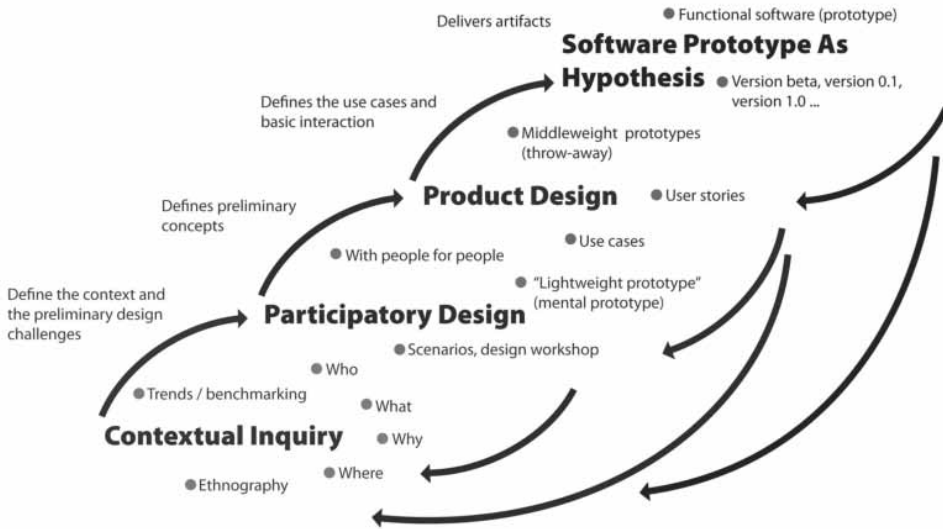 Delivers artifacts
Functional software (prototype)
Software Prototype As
Hypothesis
Version beta, version 0.1,
version 1.0 ...
Defines the use cases and
basic interaction
Middleweight prototypes
(throw-away)
Product Design
User stories
Defines preliminary
concepts
Use cases
With people for people
"Lightweight prototype"
(mental prototype)
Define the context and
the preliminary design
challenges
Participatory Design
Scenarios, design workshop
Who
Trends / benchmarking
What
Contextual Inquiry
Why
Where
Ethnography